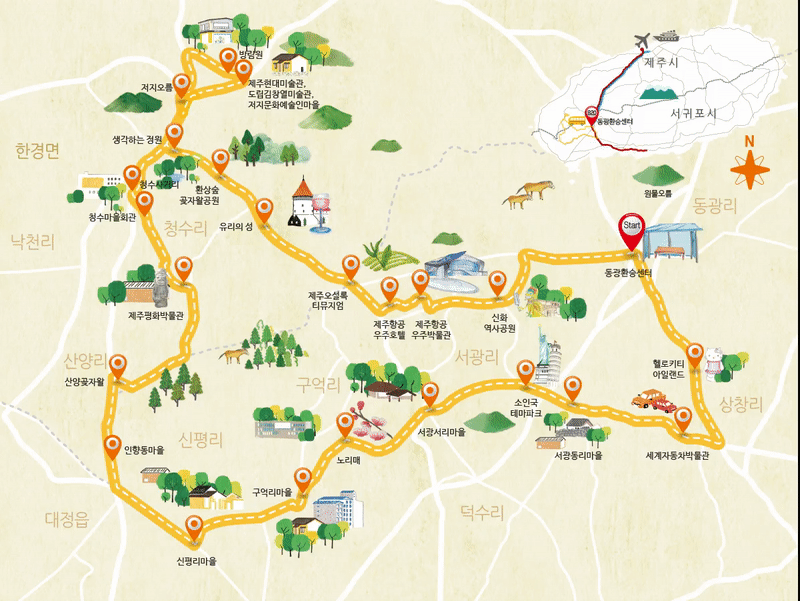 방림원
제주현대미술관,
도립김창열미술관,
저지문화예술인마을
저지오름
생각하는 정원
한경면
환상숲
곶자왈공원
청수사거리
청수마을회관
청수리
낙천리
유리의 성
제주평화박물관
제주오설록
티뮤지엄
제주항공
우주호텔
제주항공
우주박물관
신화
역사공원
제주시
서귀포시
820
동광환승센터
N
원물오름
동광리
Start
동광환승센터
헬로키티
아일랜드
상창리
세계자동차박물관
서광동리마을
소인국
테마파크
서광리
서광서리마을
구억리
노리매
구억리마을
덕수리
신평리
신평리마을
대정읍
인향동마을
산양리
산양곶자왈